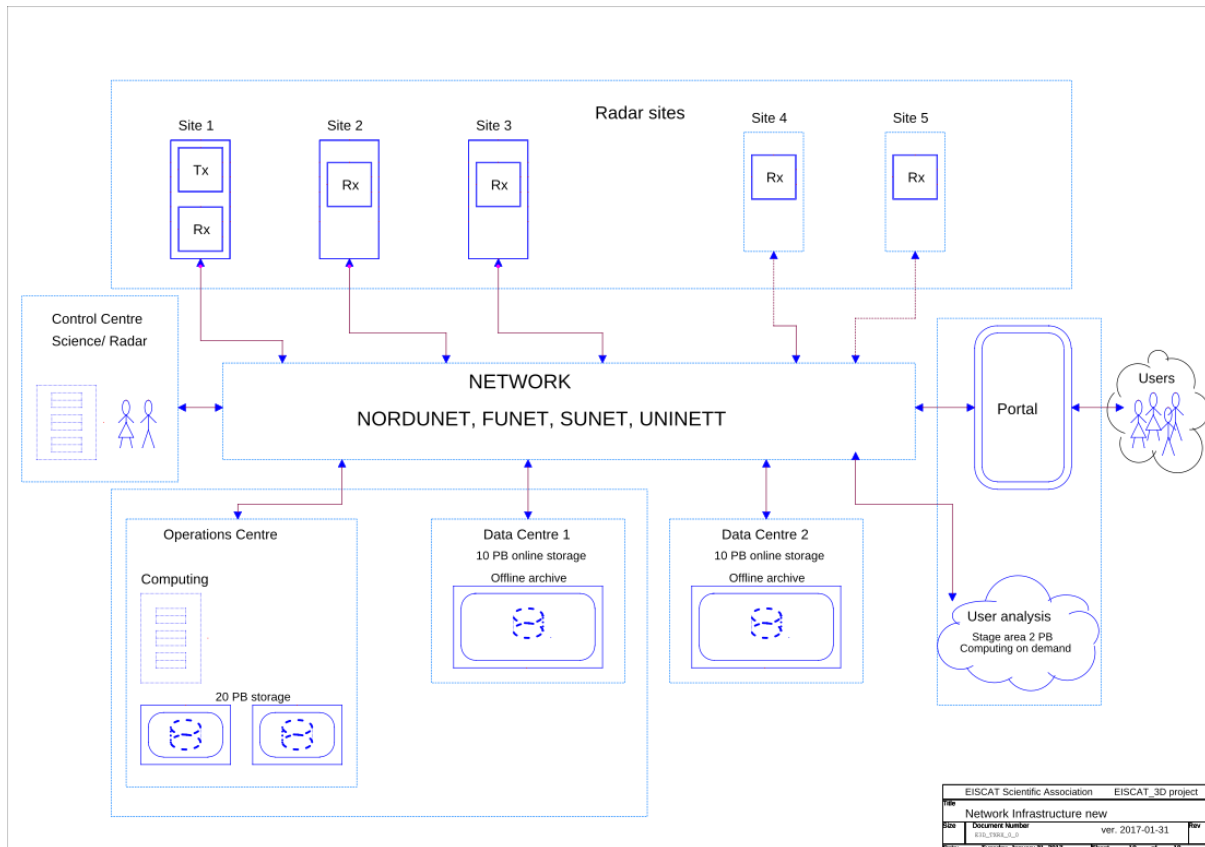 Radar sites
Site 1
Site 2
Site 3
Site 4
Site 5
Tx
Rx
Rx
Rx
Rx
Rx
Control Centre
Science/ Radar
NETWORK
NORDUNET, FUNET, SUNET, UNINETT
Portal
Users
Operations Centre
Computing
20 PB storage
Data Centre 1
10 PB online storage
Offline archive
Data Centre 2
10 PB online storage
Offline archive
User analysis
Stage area 2 PB
Computing on demand
EISCAT Scientific Association EISCAT_3D project
Title
Network Infrastructure new
Size Document Number ver. 2017-01-31 Rev